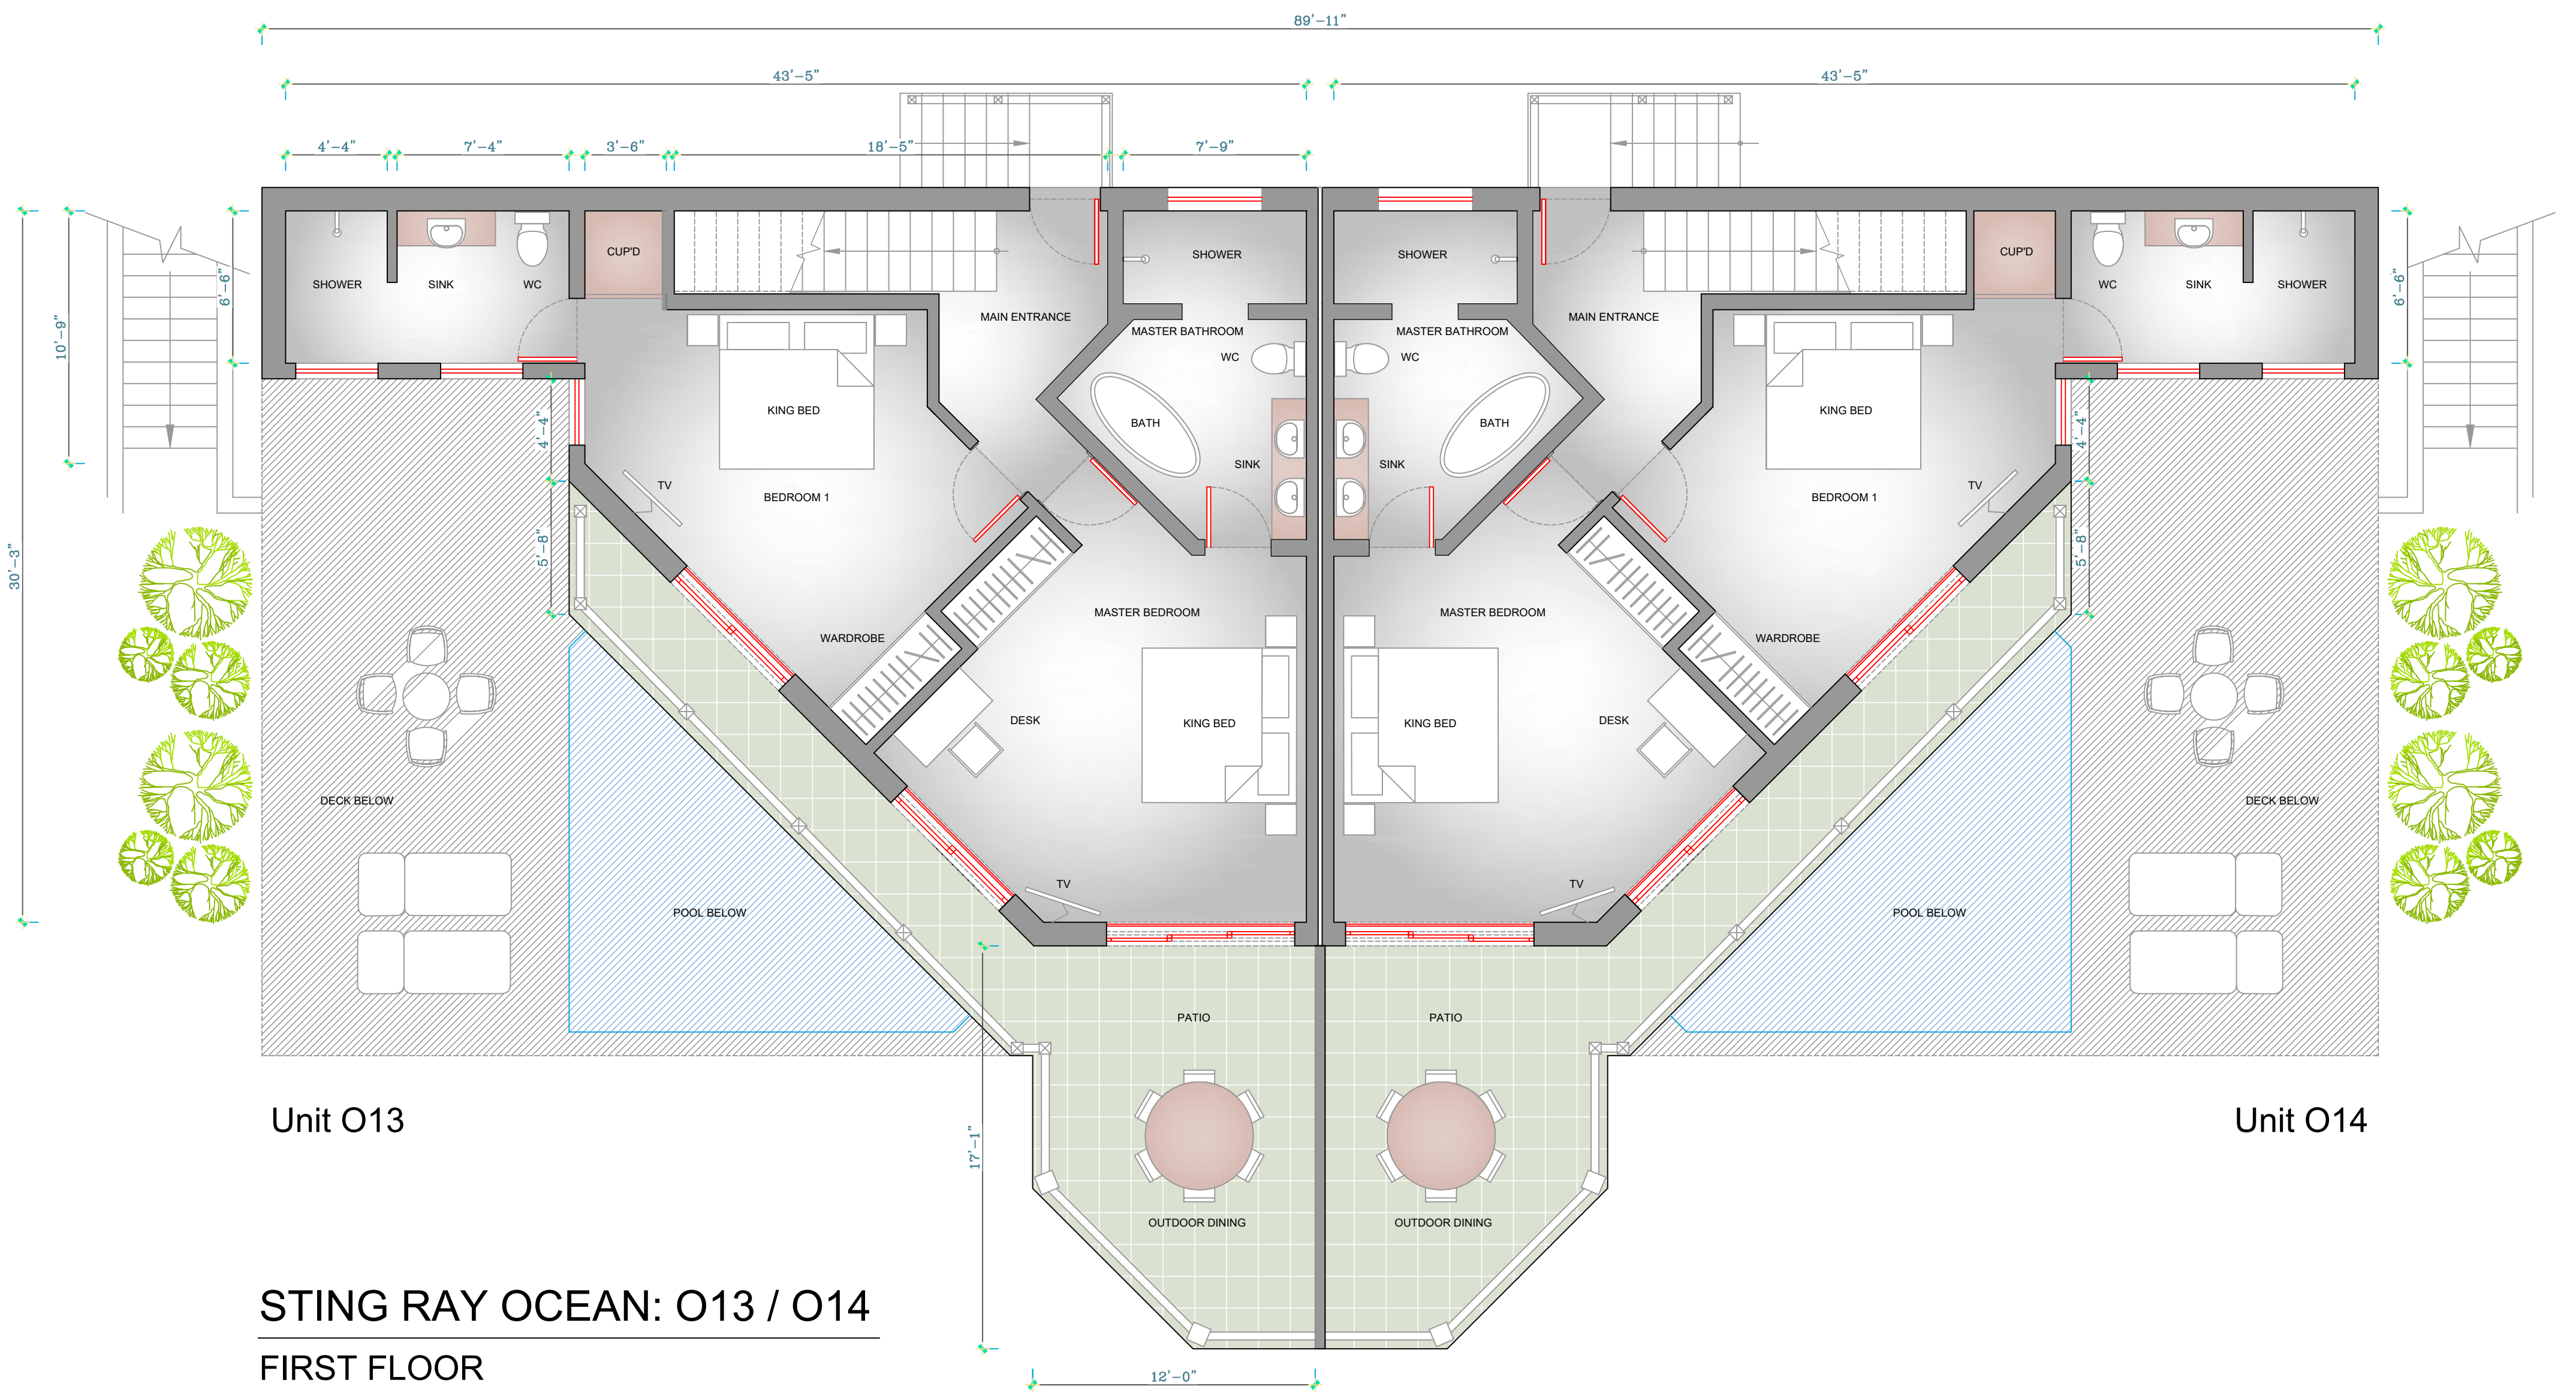 89'-11"
43'-5" 43'-5"
4'-4" 7'-4" 3'-6" 18'-5" 7'-9"
SHOWER SINK WC CUP'D SHOWER SHOWER CUP'D WC SINK SHOWER
6'-6" 6'-6"
10'-9"
MAIN ENTRANCE MAIN ENTRANCE
MASTER BATHROOM MASTER BATHROOM
WC WC
KING BED BATH BATH KING BED
4'-4" 4'-4"
SINK SINK
TV BEDROOM 1 BEDROOM 1 TV
5'-8" 5'-8"
30'-3"
MASTER BEDROOM MASTER BEDROOM
WARDROBE WARDROBE
DESK KING BED KING BED DESK
DECK BELOW DECK BELOW
TV TV
POOL BELOW POOL BELOW
PATIO PATIO
Unit O13 Unit O14
17'-1"
OUTDOOR DINING OUTDOOR DINING
STING RAY OCEAN: O13 / O14
FIRST FLOOR
12'-0"